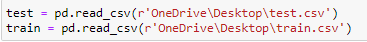 test = pd.read_csv(r'OneDrive\Desktop\test.csv')
train = pd.read_csv(r'OneDrive\Desktop\train.csv')